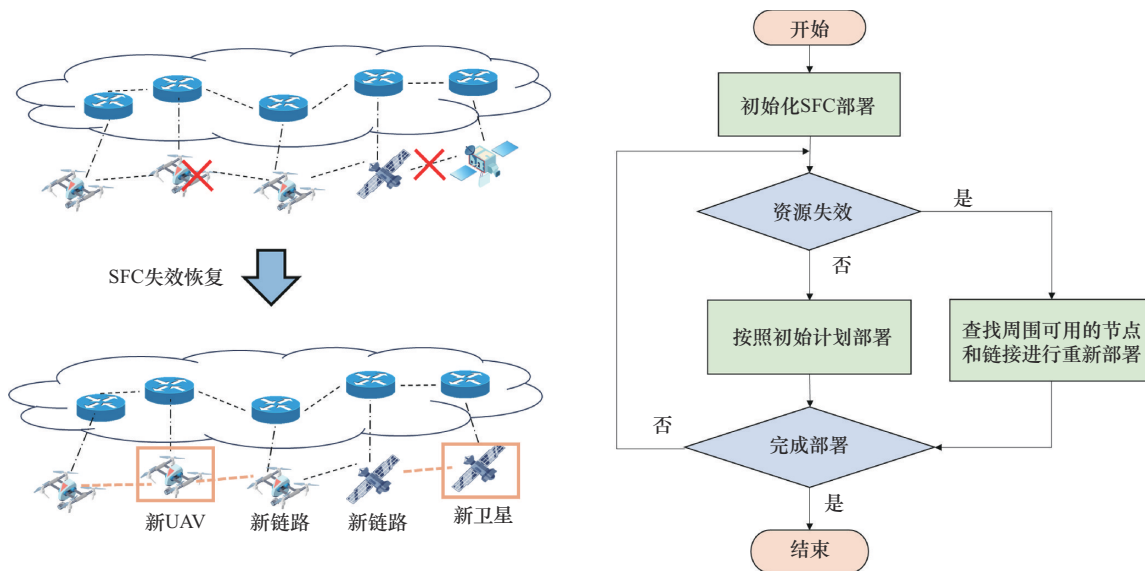 SFC失效恢复
新UAV
新链路
新链路
新卫星
开始
初始化SFC部署
资源失效
是
否
按照初始计划部署
查找周围可用的节点
和链接进行重新部署
否
完成部署
是
结束